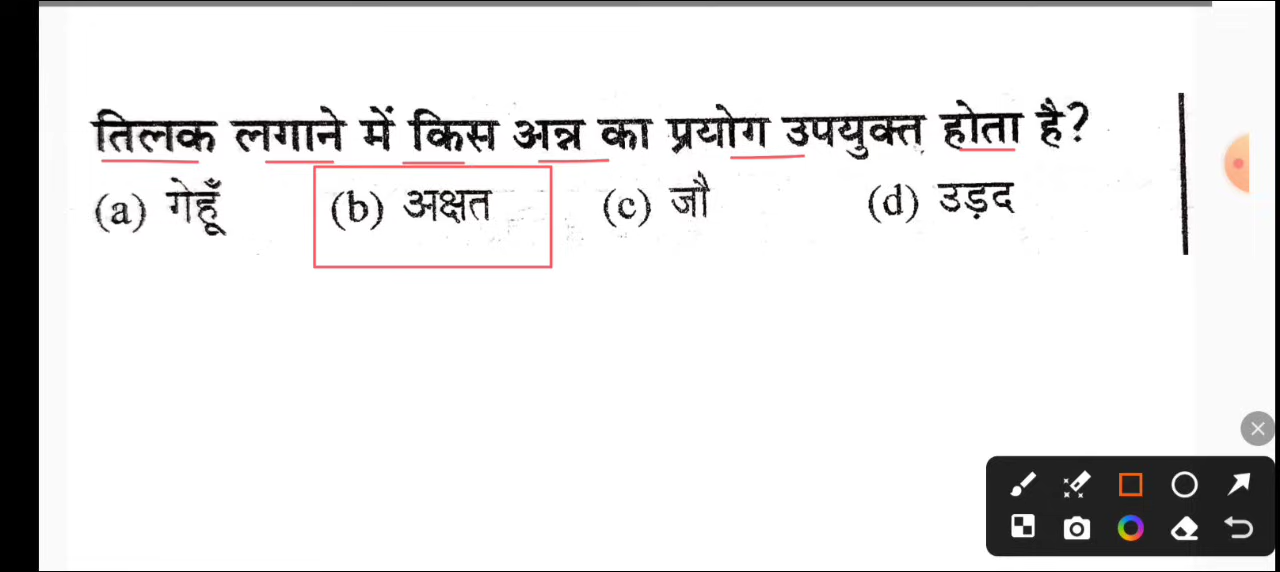 तिलक लगाने में किस अन्न का प्रयोग उपयुक्त होता है?
(a) गेहूँ (b) अक्षत (c) जौ (d) उड़द